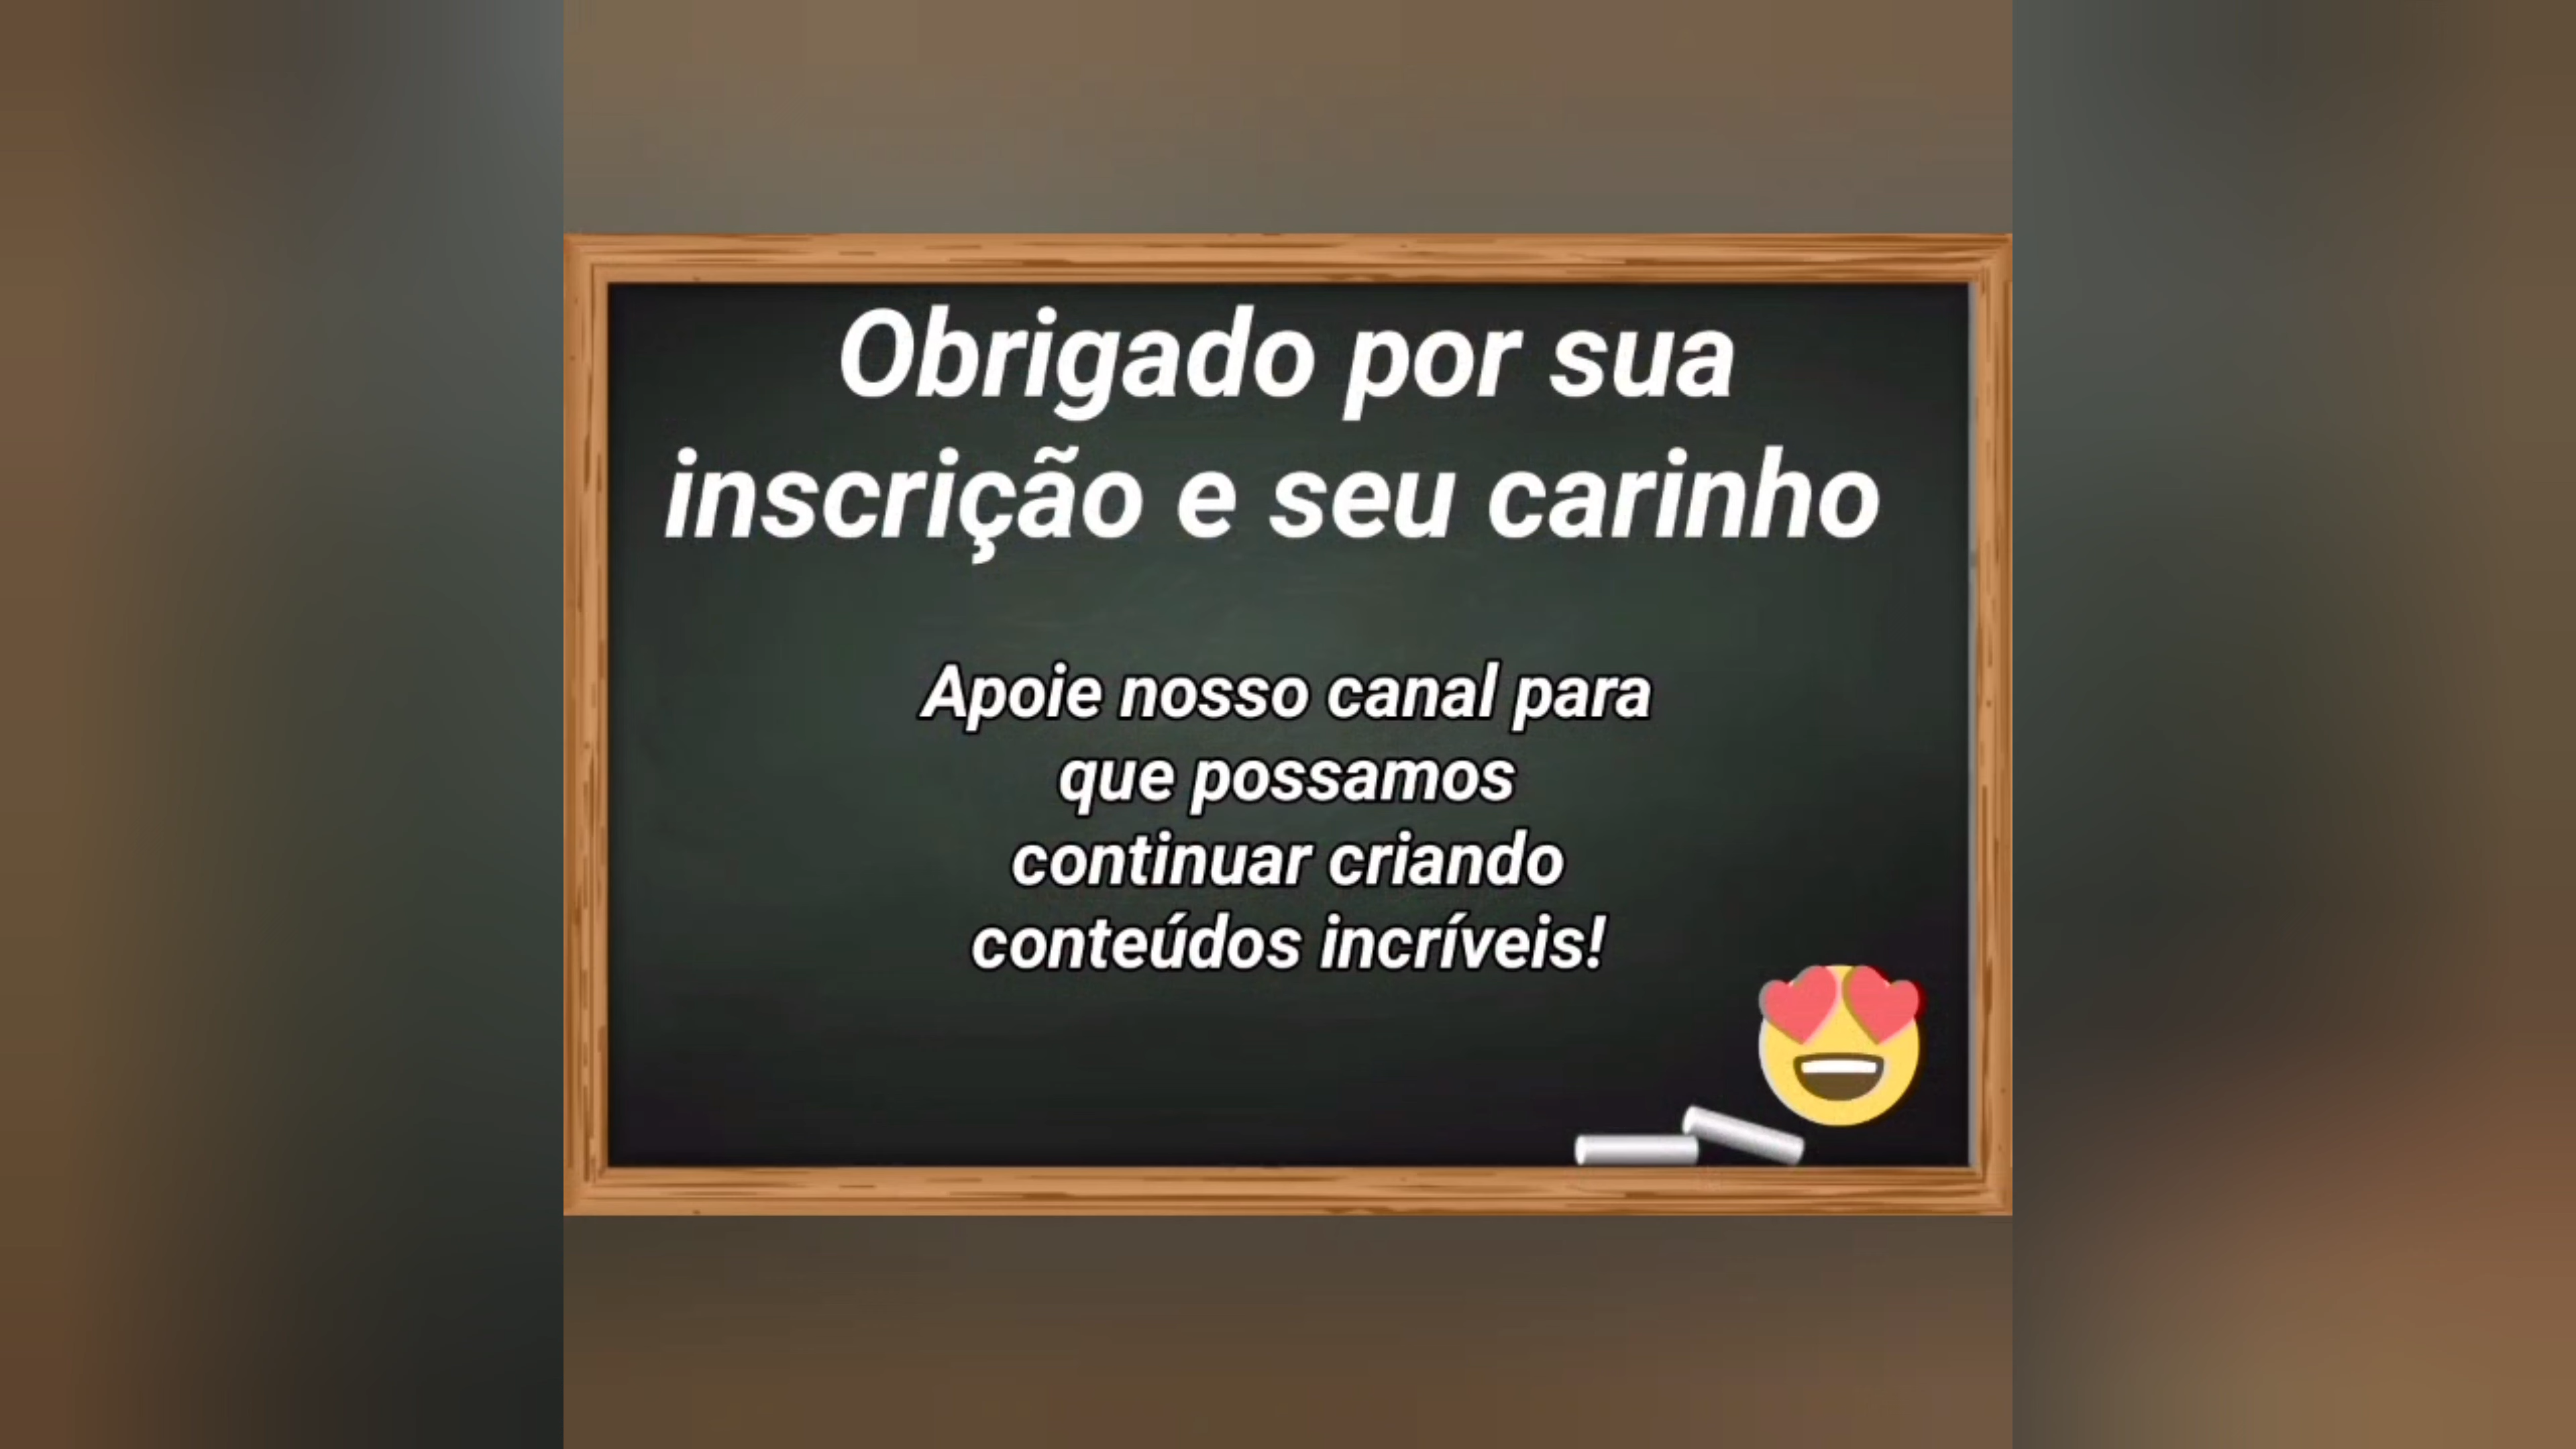 Obrigado por sua
inscrição e seu carinho
Apoie nosso canal para
que possamos
continuar criando
conteúdos incríveis!